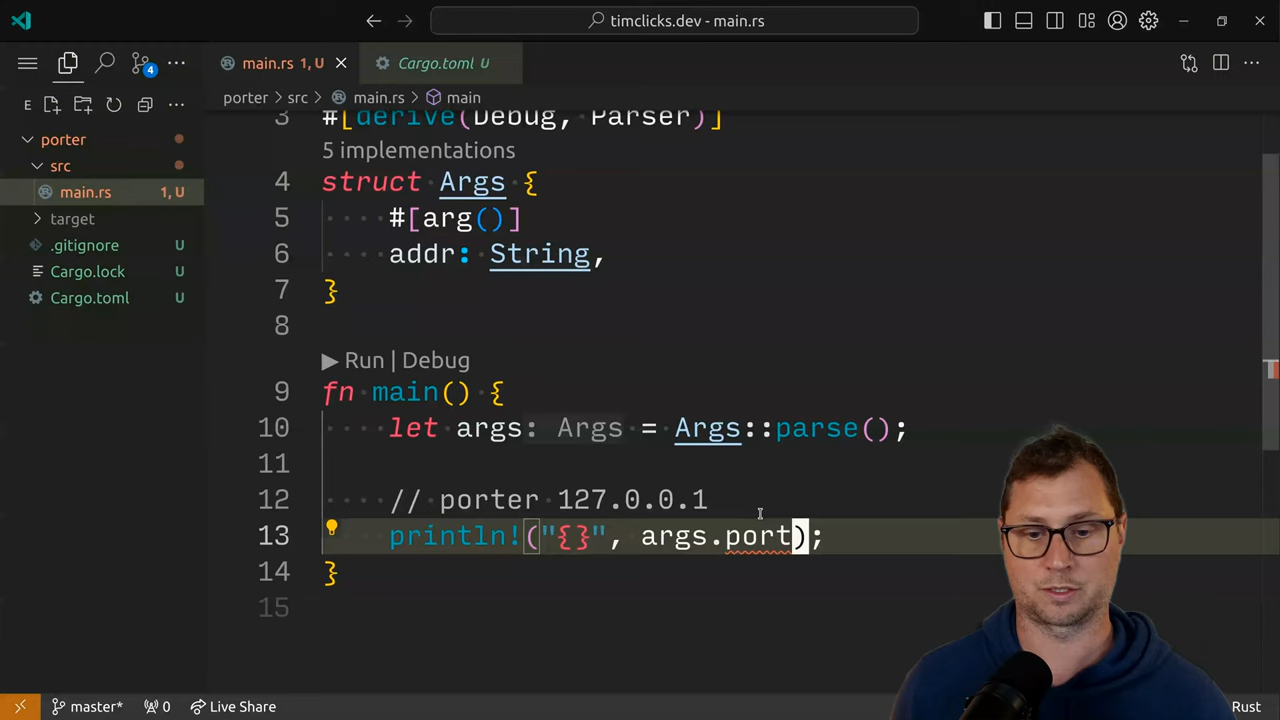 timclicks.dev - main.rs
4
main.rs 1, U
Cargo.toml
E
porter > src > main.rs > main
porter
src
main.rs 1, U
target
.gitignore U
Cargo.lock U
Cargo.toml U
3 #[derive(Debug, Parser)]
5 implementations
4 struct Args {
5 #[arg()]
6 addr: String,
7 }
8
▶ Run | Debug
9 fn main() {
10 let args: Args = Args::parse();
11
12 // porter 127.0.0.1
13 println!("{}", args.port);
14 }
15
master* 0 Live Share Rust